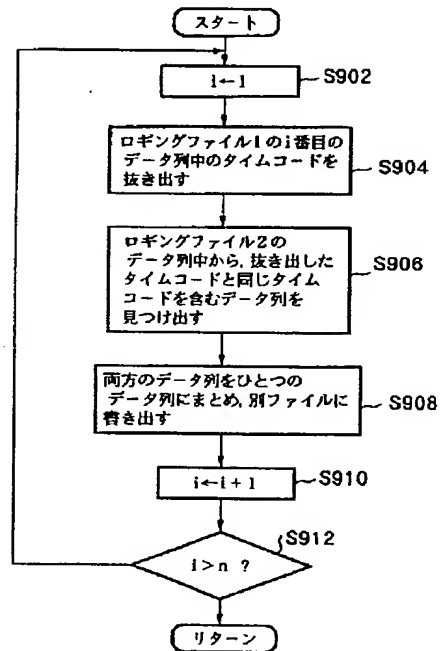 スタート
i←1
S902
ロギングファイル1のi番目の
データ列中のタイムコードを
抜き出す
S904
ロギングファイル2の
データ列中から,抜き出した
タイムコードと同じタイム
コードを含むデータ列を
見つけ出す
S906
両方のデータ列をひとつの
データ列にまとめ,別ファイルに
書き出す
S908
i←i+1
S910
i>n ?
S912
リターン